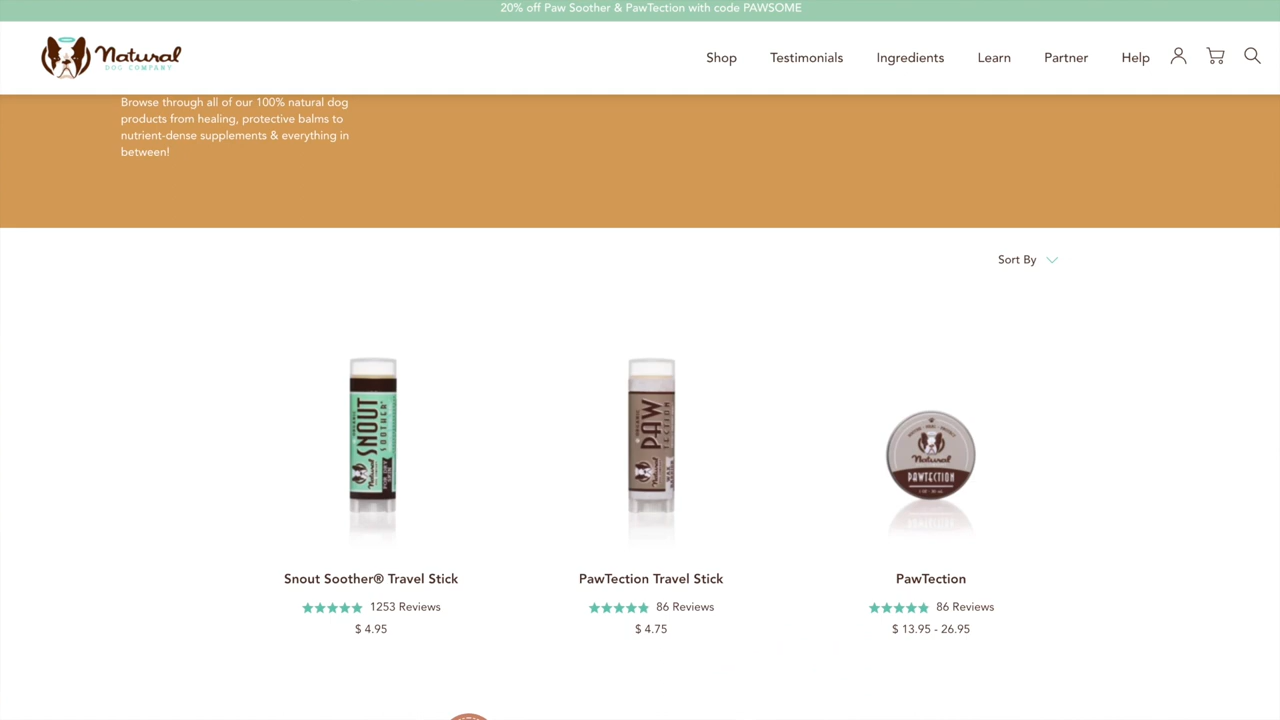 20% off Paw Soother & PawTection with code PAWSOME
Natural
DOG COMPANY
Shop
Testimonials
Ingredients
Learn
Partner
Help
Browse through all of our 100% natural dog
products from healing, protective balms to
nutrient-dense supplements & everything in
between!
Sort By
SNOUT
SOOTHER
Natural
PAW
TECTION
Natural
Natural
PAWTECTION
Snout Soother® Travel Stick
1253 Reviews
$ 4.95
PawTection Travel Stick
86 Reviews
$ 4.75
PawTection
86 Reviews
$ 13.95 - 26.95